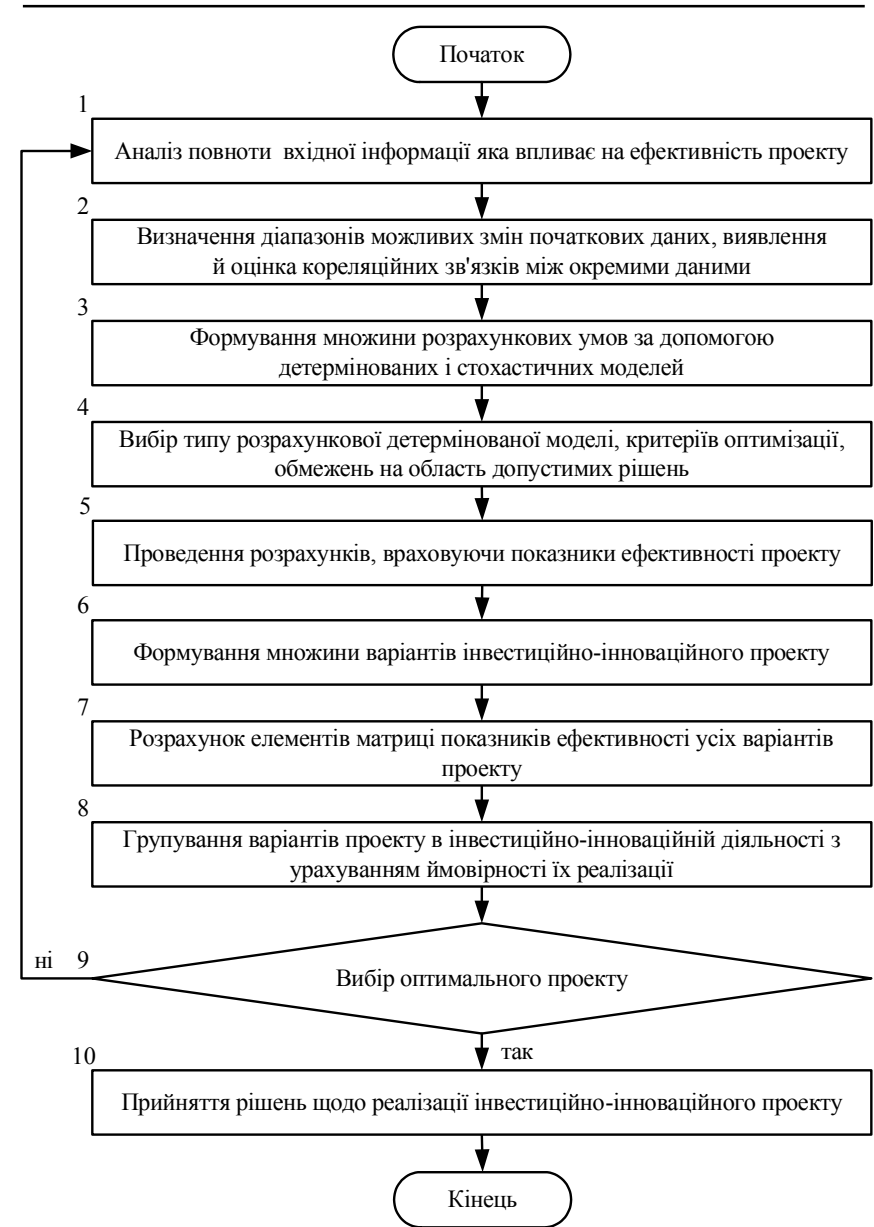 Початок
1
Аналіз повноти вхідної інформації яка впливає на ефективність проекту
2
Визначення діапазонів можливих змін початкових даних, виявлення
й оцінка кореляційних зв'язків між окремими даними
3
Формування множини розрахункових умов за допомогою
детермінованих і стохастичних моделей
4
Вибір типу розрахункової детермінованої моделі, критеріїв оптимізації,
обмежень на область допустимих рішень
5
Проведення розрахунків, враховуючи показники ефективності проекту
6
Формування множини варіантів інвестиційно-інноваційного проекту
7
Розрахунок елементів матриці показників ефективності усіх варіантів
проекту
8
Групування варіантів проекту в інвестиційно-інноваційній діяльності з
урахуванням ймовірності їх реалізації
ні 9
Вибір оптимального проекту
так
10
Прийняття рішень щодо реалізації інвестиційно-інноваційного проекту
Кінець